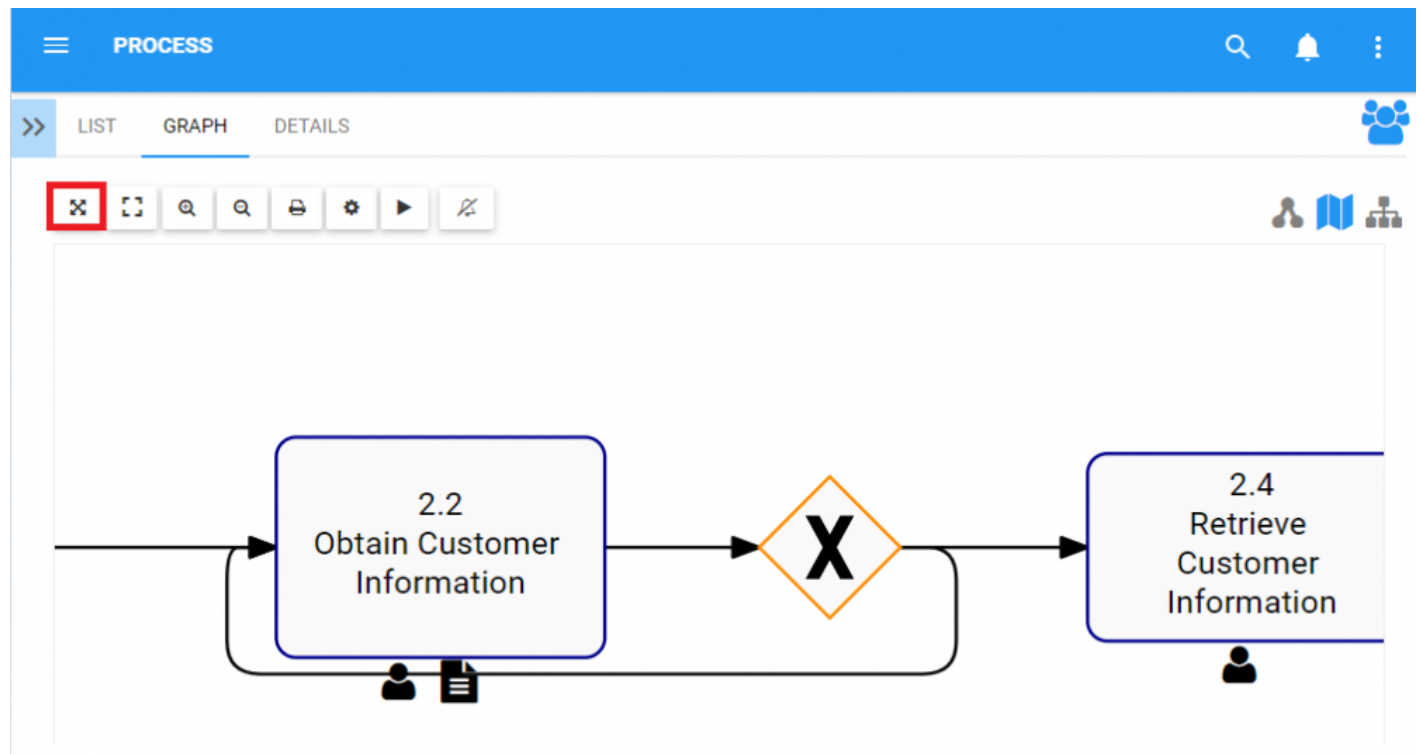 PROCESS
LIST GRAPH DETAILS
2.2
Obtain Customer
Information
X
2.4
Retrieve
Customer
Information